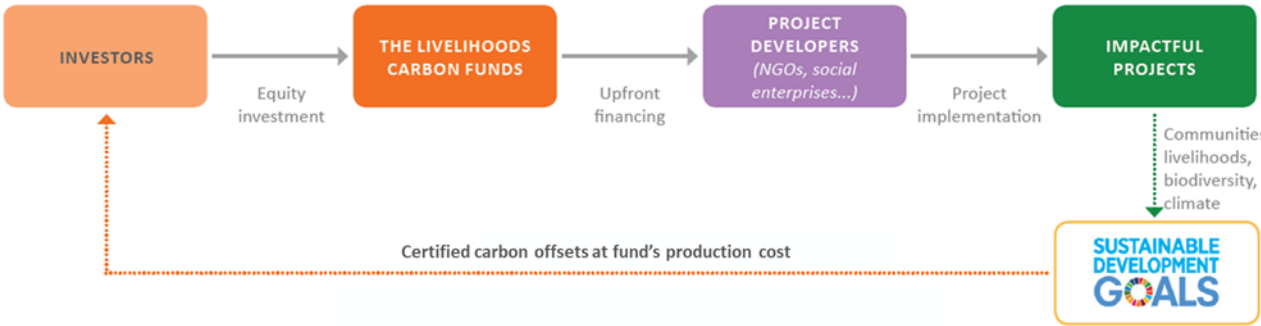 INVESTORS
Equity
investment
THE LIVELIHOODS
CARBON FUNDS
Upfront
financing
PROJECT
DEVELOPERS
(NGOs, social
enterprises...)
Project
implementation
IMPACTFUL
PROJECTS
Communitie
livelihoods,
biodiversity,
climate
SUSTAINABLE
DEVELOPMENT
GOALS
Certified carbon offsets at fund's production cost